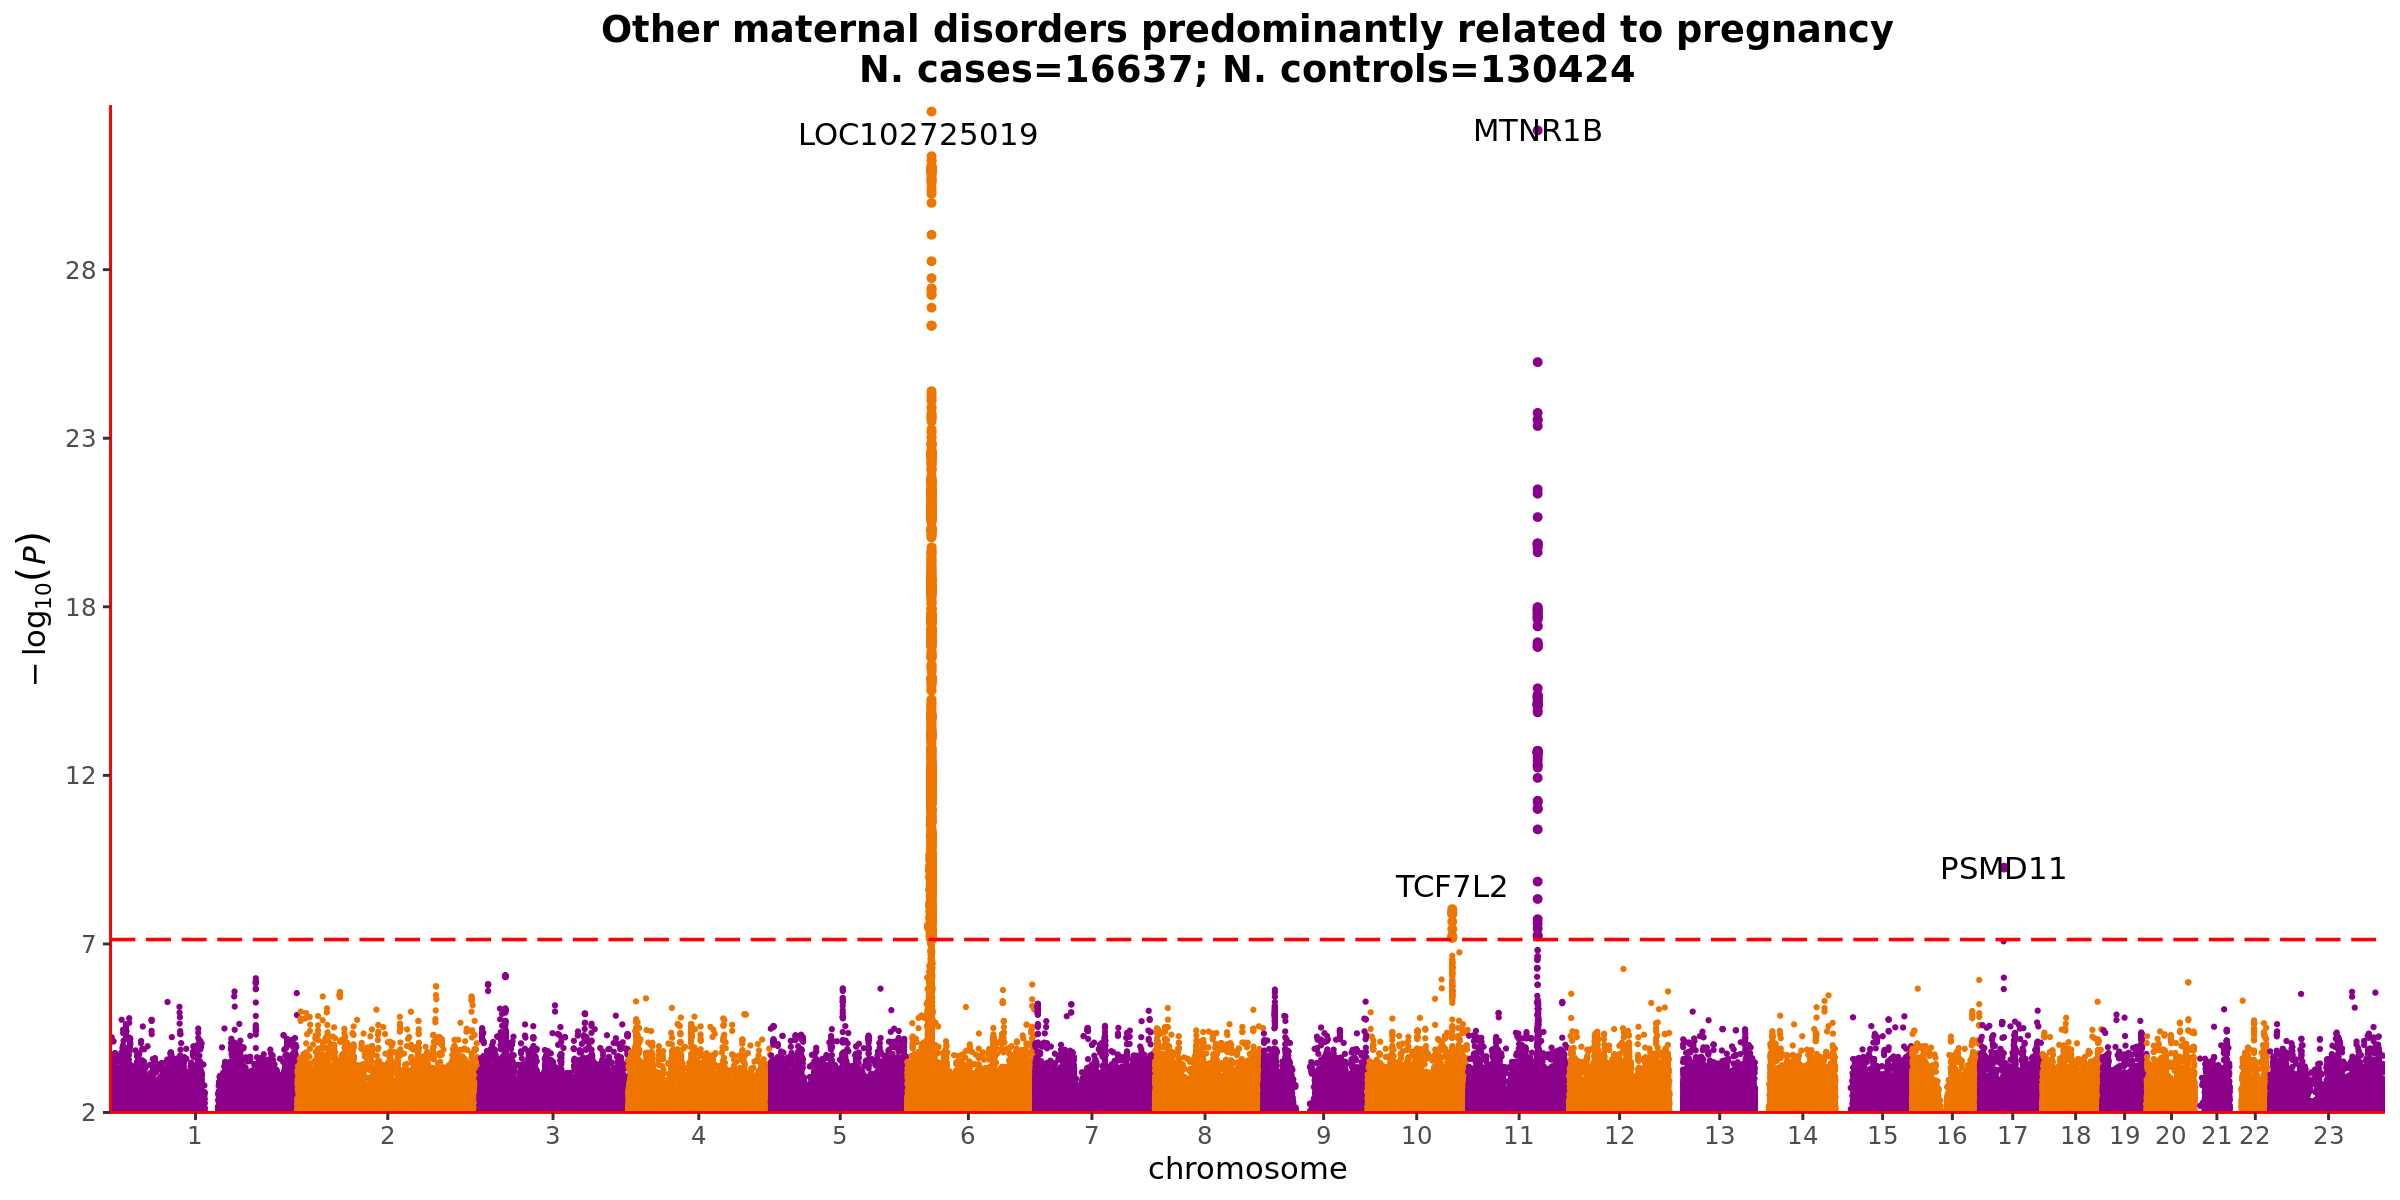 Other maternal disorders predominantly related to pregnancy
N. cases=16637; N. controls=130424
LOC102725019
MTNR1B
TCF7L2
PSMD11
−log10(P)
28
23
18
12
7
2
1 2 3 4 5 6 7 8 9 10 11 12 13 14 15 16 17 18 19 20 21 22 23
chromosome